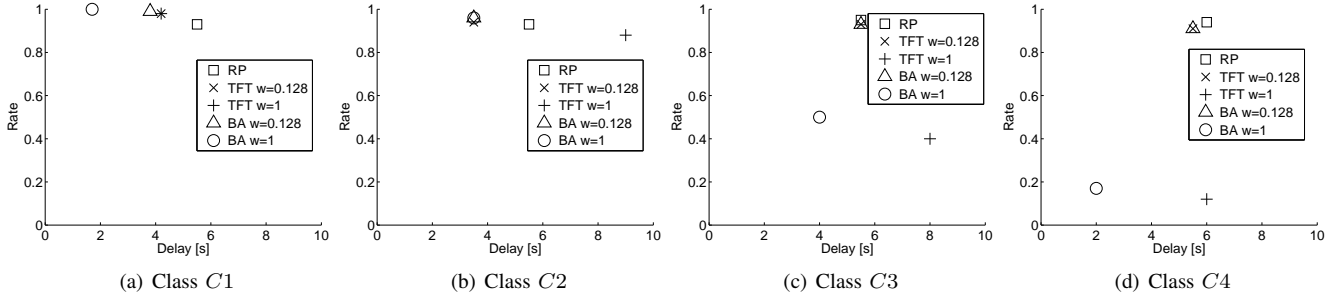 1
0.8
0.6
0.4
0.2
0
Rate
0 2 4 6 8 10
Delay [s]
RP
TFT w=0.128
TFT w=1
BA w=0.128
BA w=1
(a) Class C1
1
0.8
0.6
0.4
0.2
0
Rate
0 2 4 6 8 10
Delay [s]
RP
TFT w=0.128
TFT w=1
BA w=0.128
BA w=1
(b) Class C2
1
0.8
0.6
0.4
0.2
0
Rate
0 2 4 6 8 10
Delay [s]
RP
TFT w=0.128
TFT w=1
BA w=0.128
BA w=1
(c) Class C3
1
0.8
0.6
0.4
0.2
0
Rate
0 2 4 6 8 10
Delay [s]
RP
TFT w=0.128
TFT w=1
BA w=0.128
BA w=1
(d) Class C4